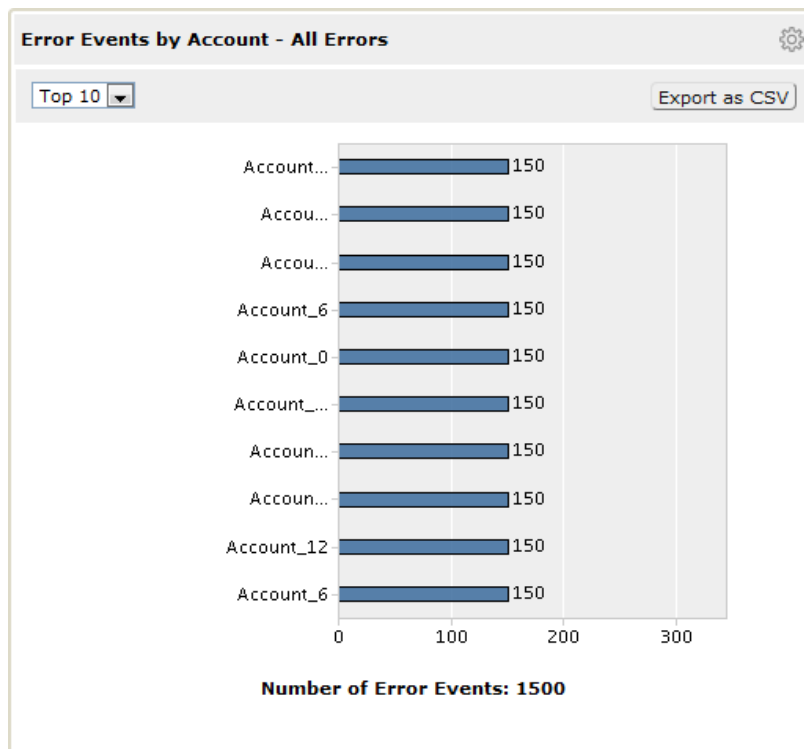 Error Events by Account - All Errors
Top 10
Export as CSV
Account... 150
Accou... 150
Accou... 150
Account_6 150
Account_0 150
Account_... 150
Accoun... 150
Accoun... 150
Account_12 150
Account_6 150
0 100 200 300
Number of Error Events: 1500